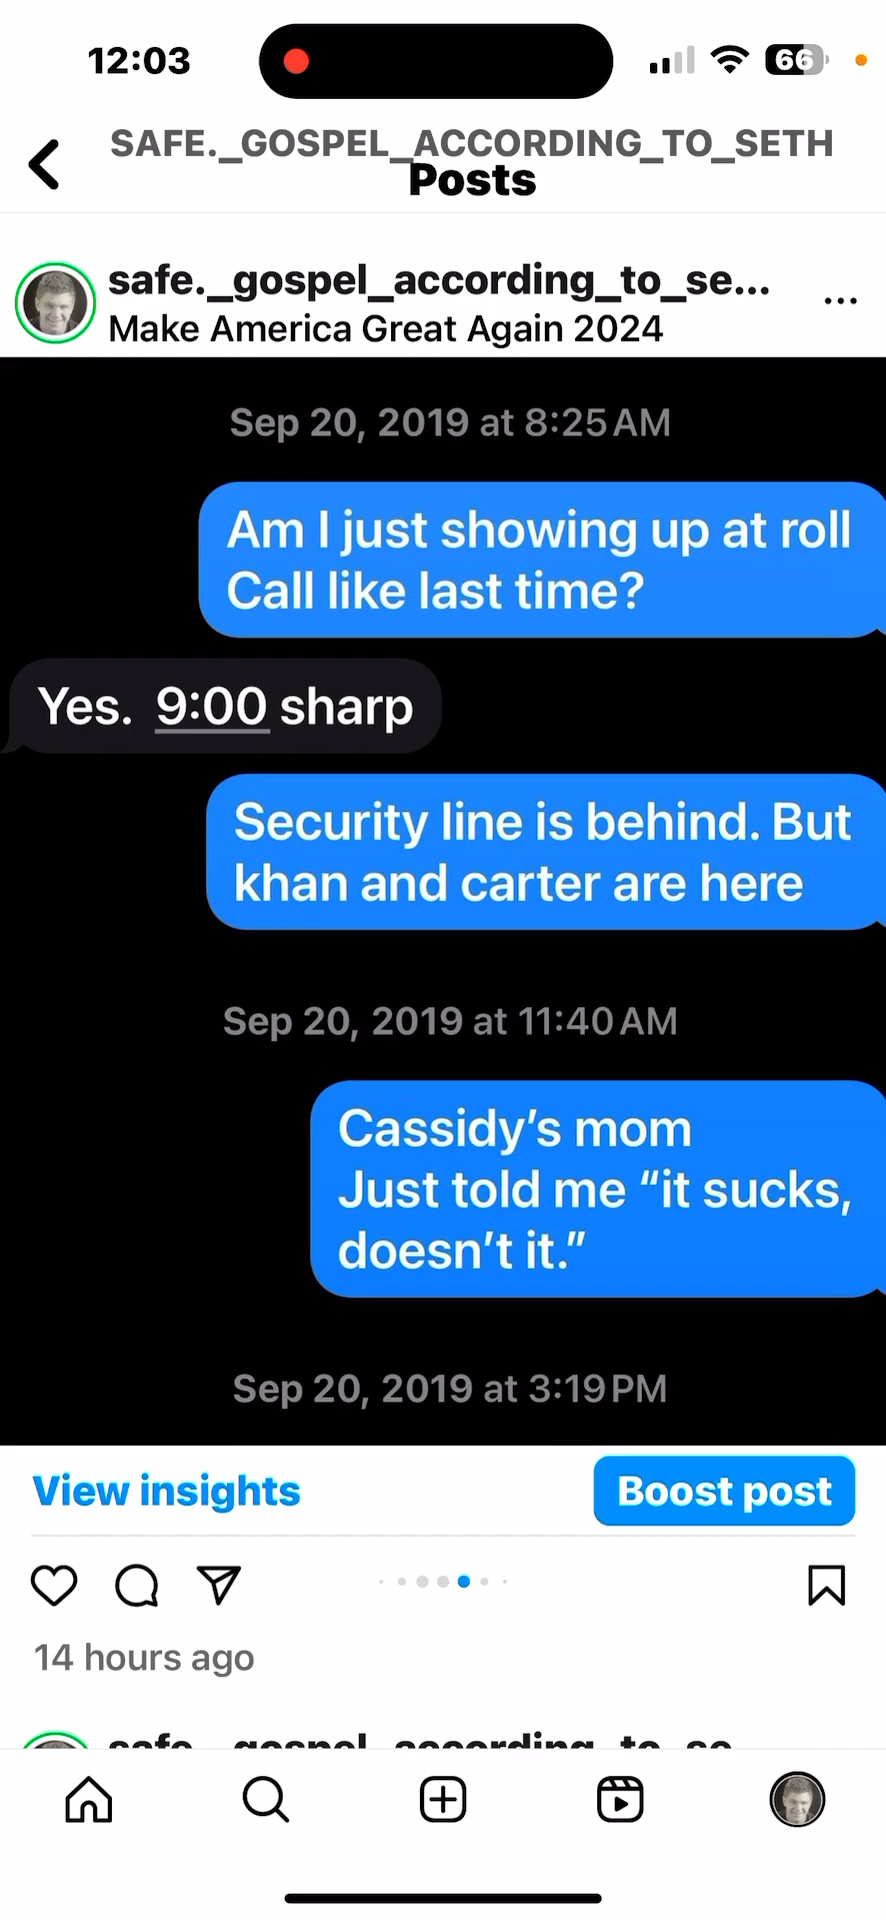 12:03
66
SAFE._GOSPEL_ACCORDING_TO_SETH
Posts
safe._gospel_according_to_se...
Make America Great Again 2024
Sep 20, 2019 at 8:25 AM
Am I just showing up at roll
Call like last time?
Yes. 9:00 sharp
Security line is behind. But
khan and carter are here
Sep 20, 2019 at 11:40 AM
Cassidy’s mom
Just told me “it sucks,
doesn’t it.”
Sep 20, 2019 at 3:19 PM
View insights
Boost post
14 hours ago
safe._gospel_according_to_se...